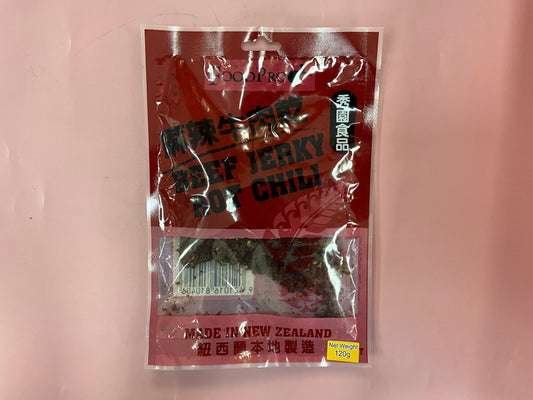 FOODPRO
麻辣牛肉乾
BEEF JERKY
HOT CHILI
秀園食品
MADE IN NEW ZEALAND
紐西蘭本地製造
Net Weight
120g